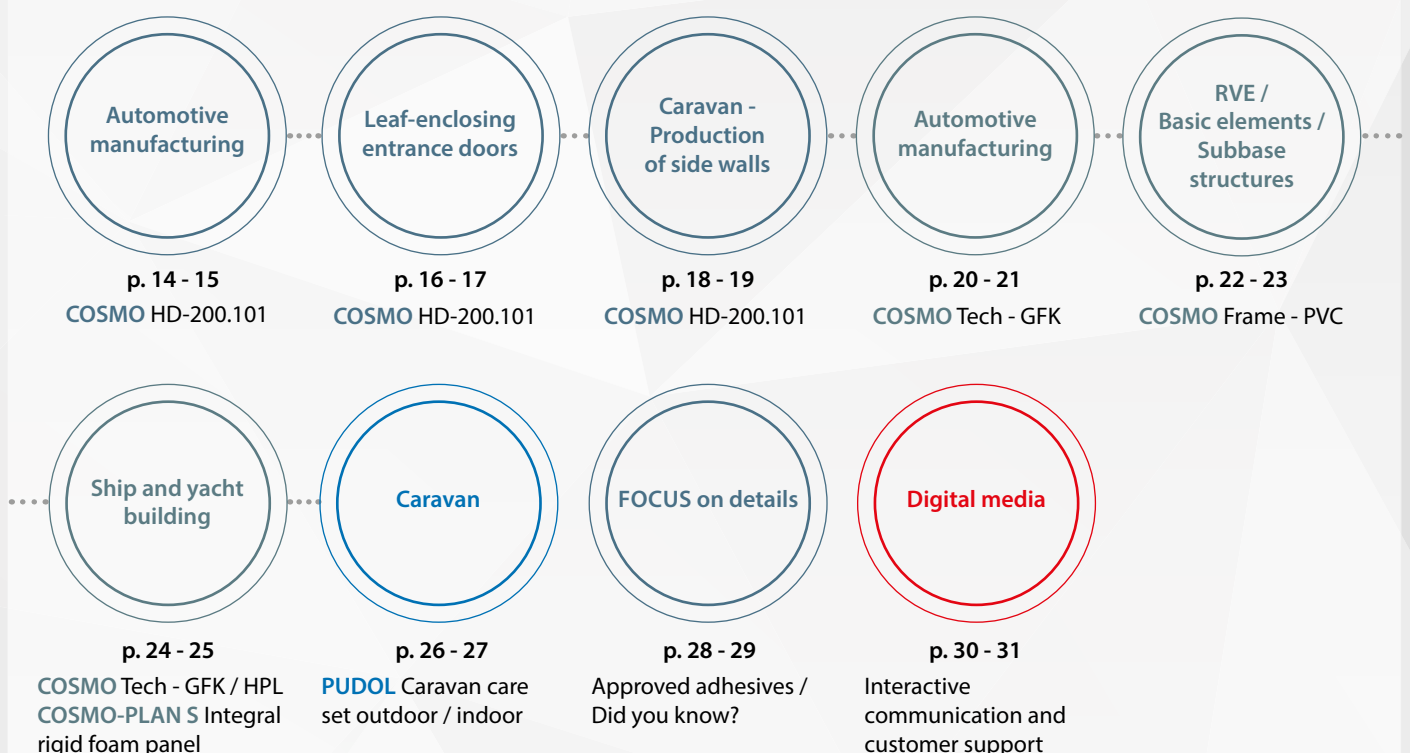 Automotive
manufacturing
p. 14 - 15
COSMO HD-200.101
Leaf-enclosing
entrance doors
p. 16 - 17
COSMO HD-200.101
Caravan -
Production
of side walls
p. 18 - 19
COSMO HD-200.101
Automotive
manufacturing
p. 20 - 21
COSMO Tech - GFK
RVE /
Basic elements /
Subbase
structures
p. 22 - 23
COSMO Frame - PVC
Ship and yacht
building
p. 24 - 25
COSMO Tech - GFK / HPL
COSMO-PLAN S Integral
rigid foam panel
Caravan
p. 26 - 27
PUDOL Caravan care
set outdoor / indoor
FOCUS on details
p. 28 - 29
Approved adhesives /
Did you know?
Digital media
p. 30 - 31
Interactive
communication and
customer support